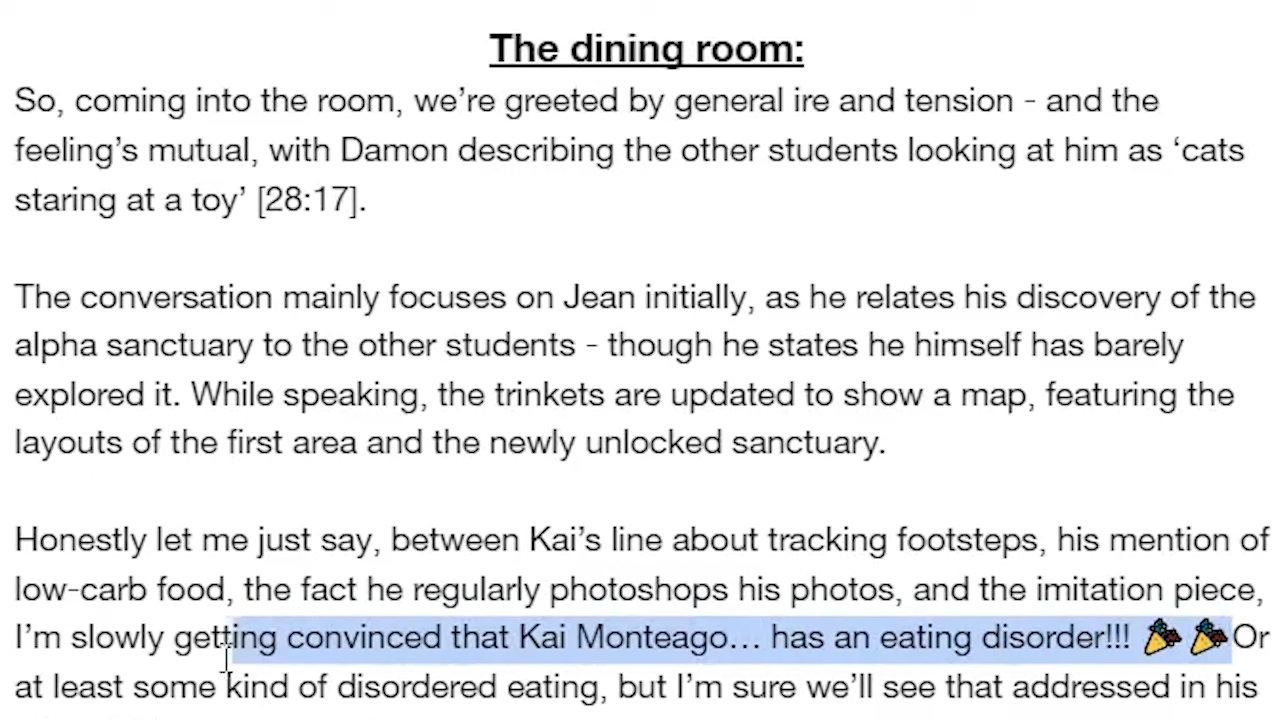 The dining room:
So, coming into the room, we're greeted by general ire and tension - and the
feeling's mutual, with Damon describing the other students looking at him as 'cats
staring at a toy' [28:17].
The conversation mainly focuses on Jean initially, as he relates his discovery of the
alpha sanctuary to the other students - though he states he himself has barely
explored it. While speaking, the trinkets are updated to show a map, featuring the
layouts of the first area and the newly unlocked sanctuary.
Honestly let me just say, between Kai's line about tracking footsteps, his mention of
low-carb food, the fact he regularly photoshops his photos, and the imitation piece,
I'm slowly getting convinced that Kai Monteago... has an eating disorder!!! 🎉🎉Or
at least some kind of disordered eating, but I'm sure we'll see that addressed in his